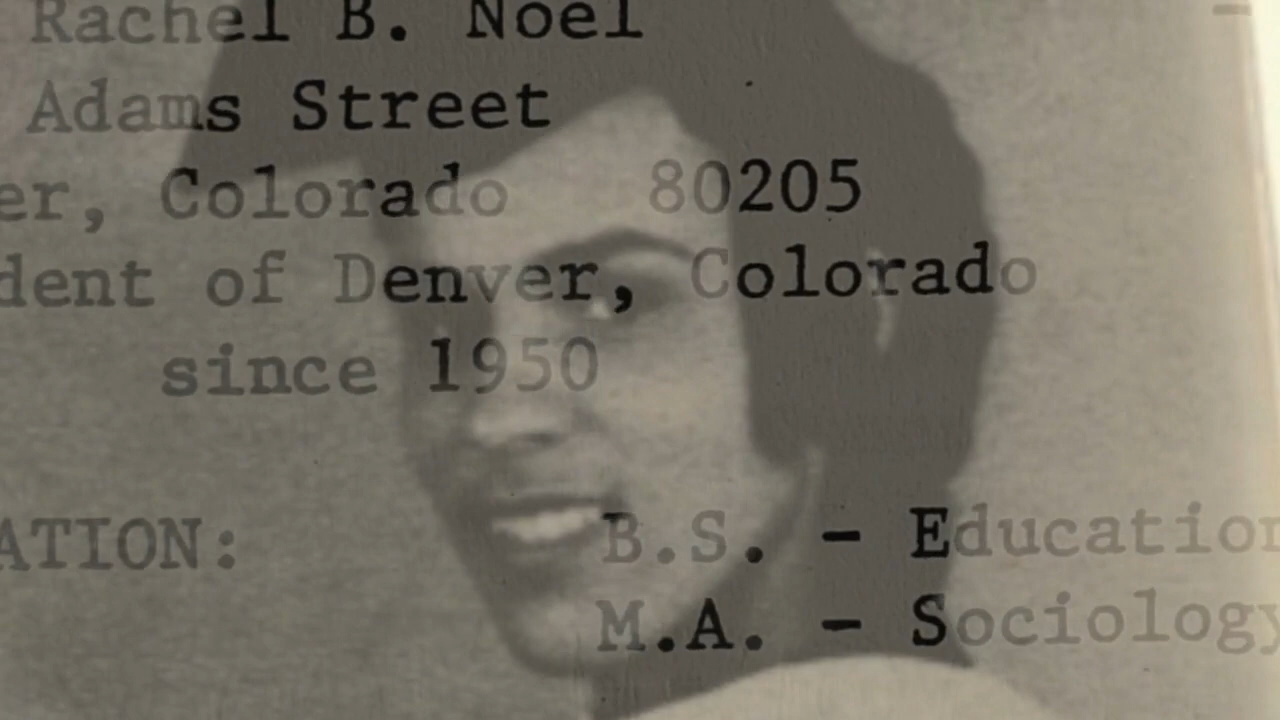 Rachel B. Noel
Adams Street
er, Colorado 80205
dent of Denver, Colorado
since 1950
ATION: B.S. - Education
M.A. - Sociology